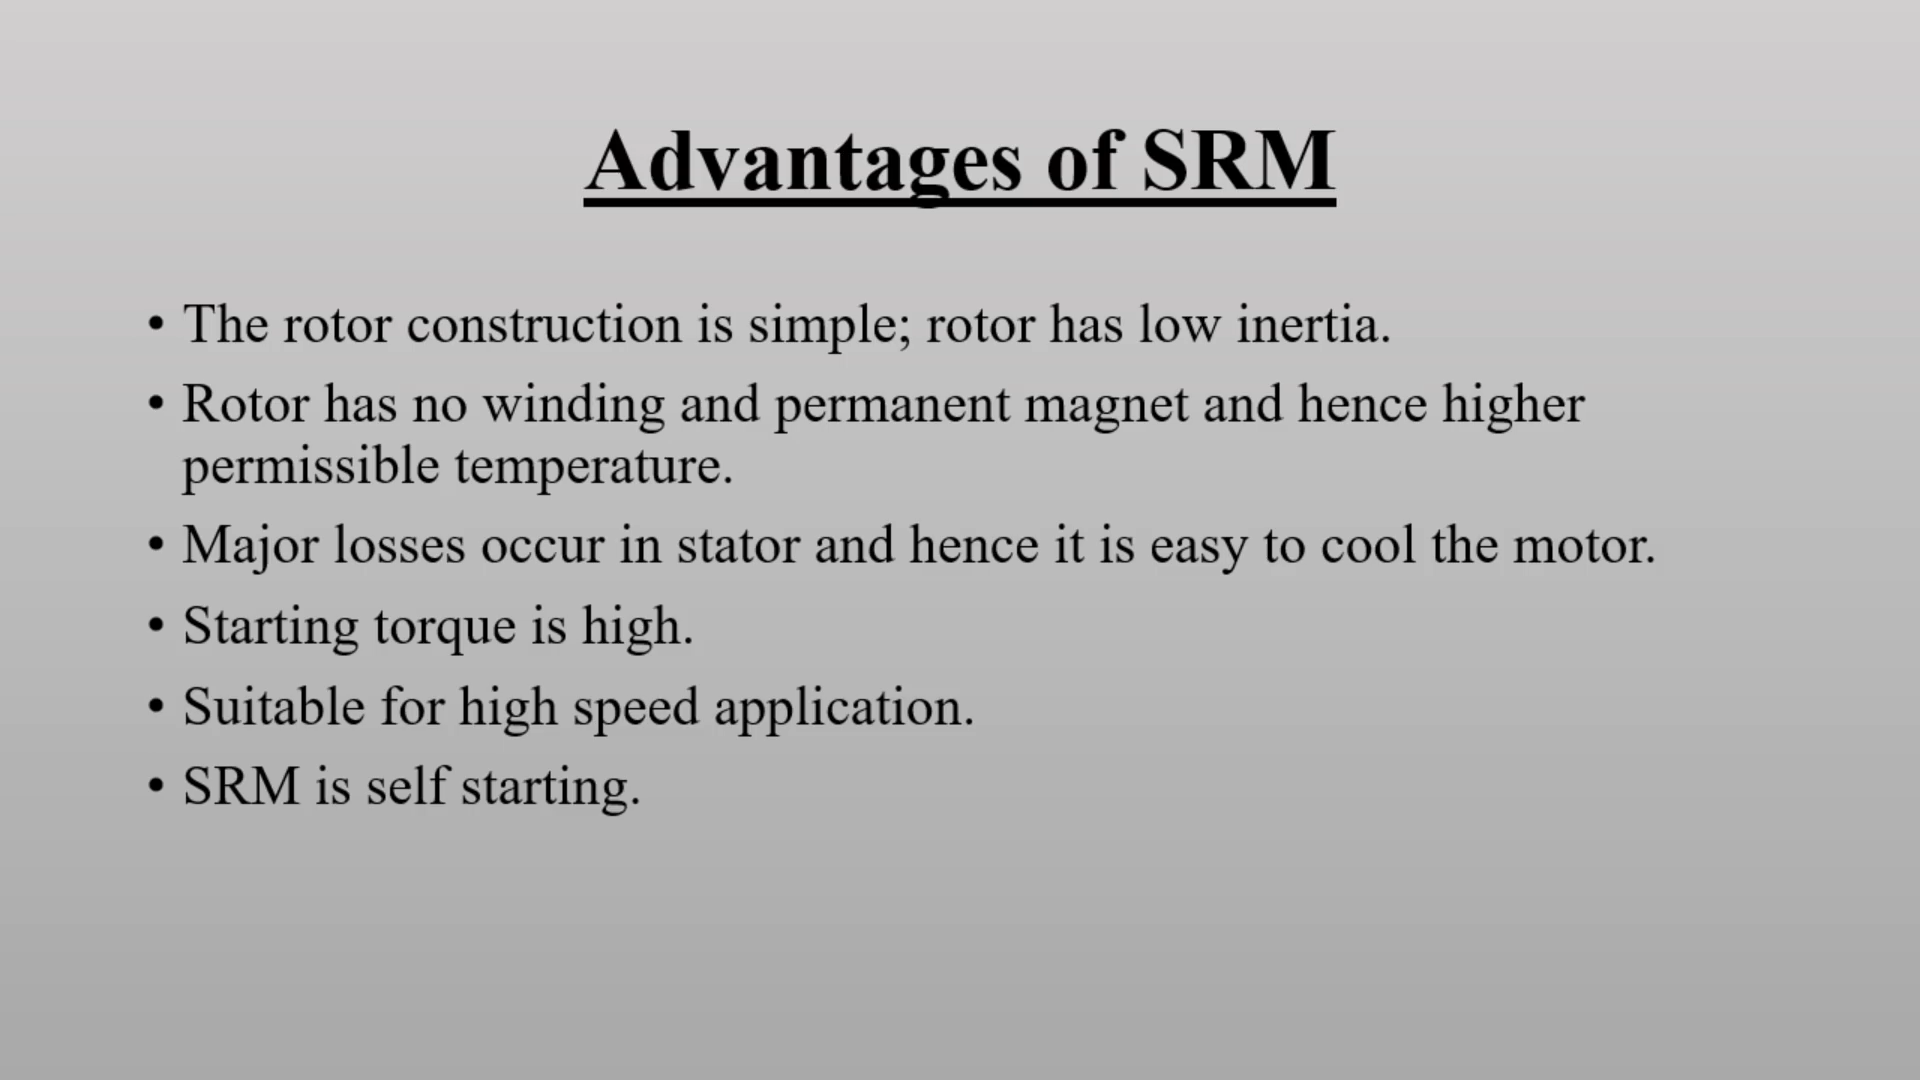 Advantages of SRM
• The rotor construction is simple; rotor has low inertia.
• Rotor has no winding and permanent magnet and hence higher
permissible temperature.
• Major losses occur in stator and hence it is easy to cool the motor.
• Starting torque is high.
• Suitable for high speed application.
• SRM is self starting.